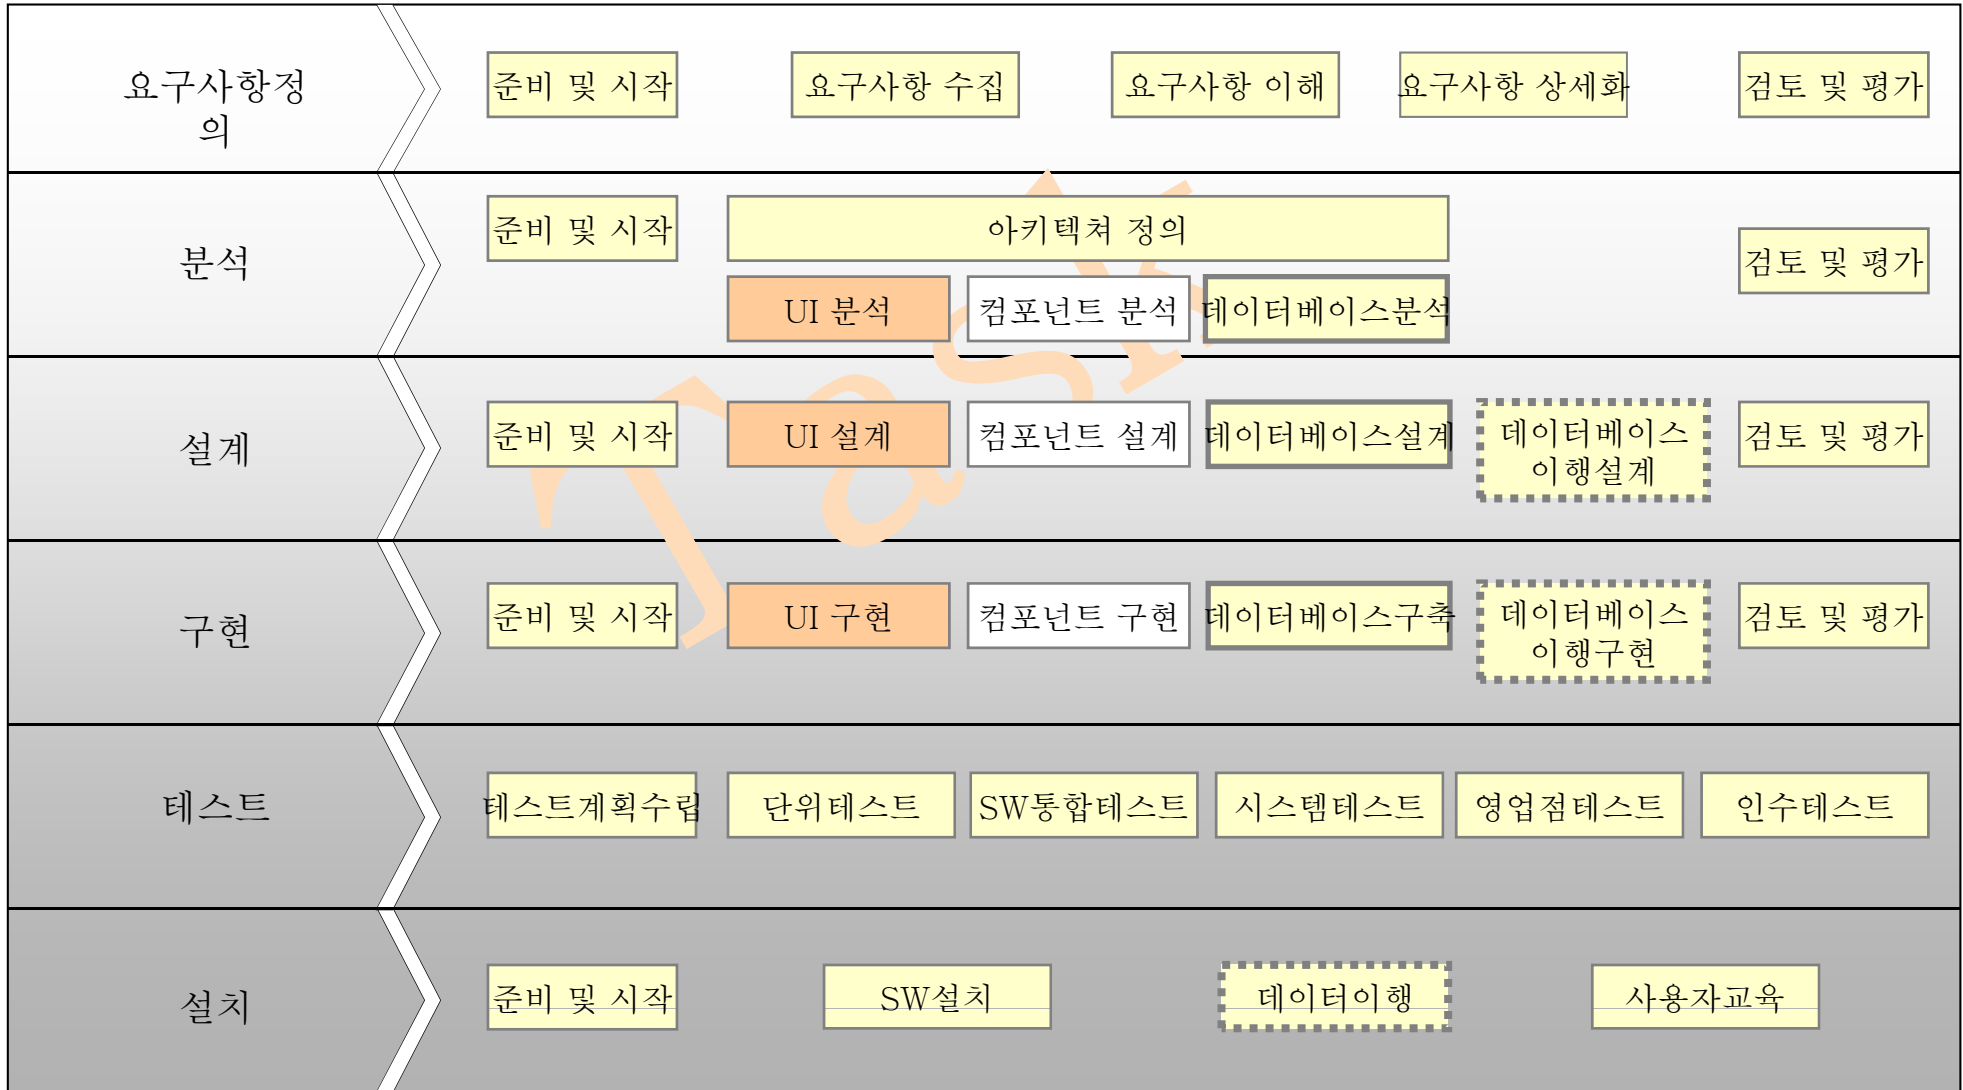 요구사항정
의
준비 및 시작
요구사항 수집
요구사항 이해
요구사항 상세화
검토 및 평가
분석
준비 및 시작
아키텍쳐 정의
검토 및 평가
UI 분석
컴포넌트 분석
데이터베이스분석
Task
설계
준비 및 시작
UI 설계
컴포넌트 설계
데이터베이스설계
데이터베이스
이행설계
검토 및 평가
구현
준비 및 시작
UI 구현
컴포넌트 구현
데이터베이스구축
데이터베이스
이행구현
검토 및 평가
테스트
테스트계획수립
단위테스트
SW통합테스트
시스템테스트
영업점테스트
인수테스트
설치
준비 및 시작
SW설치
데이터이행
사용자교육